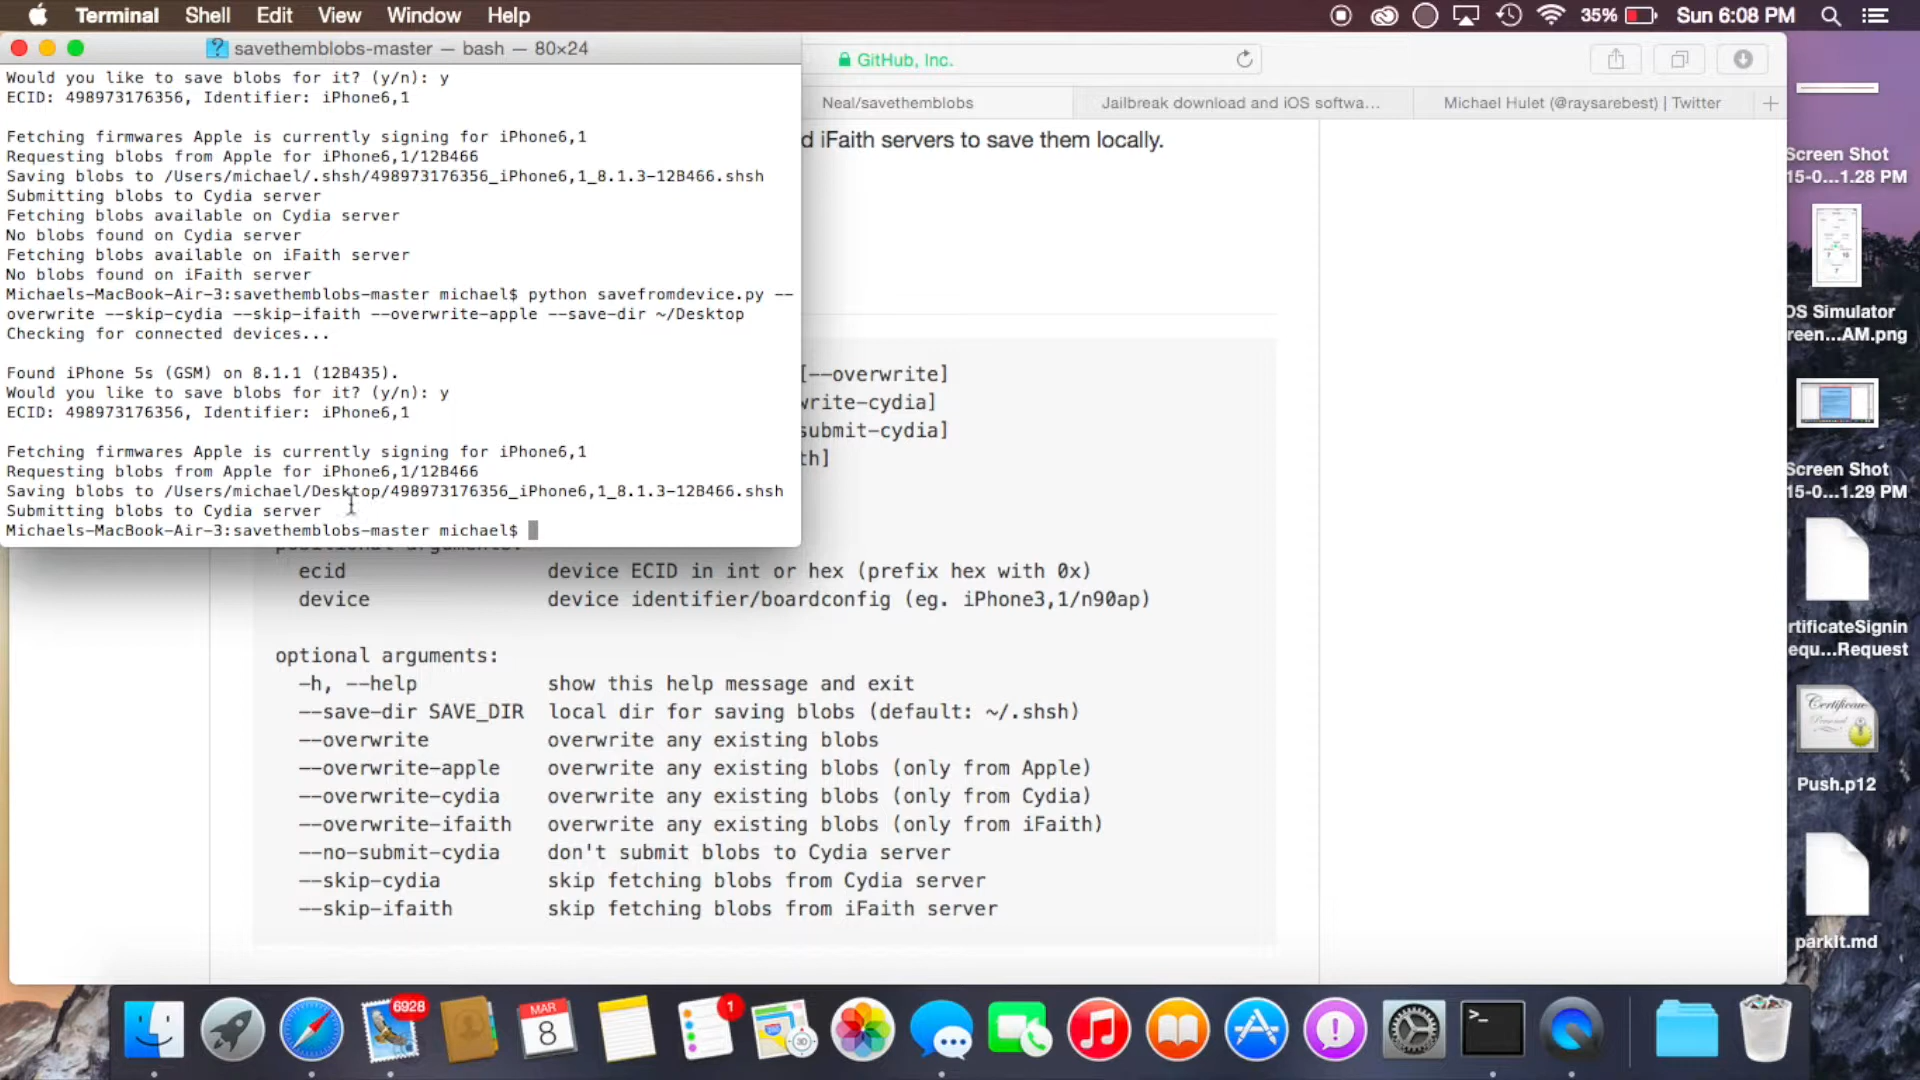 Terminal Shell Edit View Window Help
35% Sun 6:08 PM
savethemblobs-master — bash — 80×24
Would you like to save blobs for it? (y/n): y
ECID: 498973176356, Identifier: iPhone6,1
Fetching firmwares Apple is currently signing for iPhone6,1
Requesting blobs from Apple for iPhone6,1/12B466
Saving blobs to /Users/michael/.shsh/498973176356_iPhone6,1_8.1.3-12B466.shsh
Submitting blobs to Cydia server
Fetching blobs available on Cydia server
No blobs found on Cydia server
Fetching blobs available on iFaith server
No blobs found on iFaith server
Michaels-MacBook-Air-3:savethemblobs-master michael$ python savefromdevice.py --
overwrite --skip-cydia --skip-ifaith --overwrite-apple --save-dir ~/Desktop
Checking for connected devices...
Found iPhone 5s (GSM) on 8.1.1 (12B435).
Would you like to save blobs for it? (y/n): y
ECID: 498973176356, Identifier: iPhone6,1
Fetching firmwares Apple is currently signing for iPhone6,1
Requesting blobs from Apple for iPhone6,1/12B466
Saving blobs to /Users/michael/Desktop/498973176356_iPhone6,1_8.1.3-12B466.shsh
Submitting blobs to Cydia server
Michaels-MacBook-Air-3:savethemblobs-master michael$
GitHub, Inc.
Neal/savethemblobs
Jailbreak download and iOS softwa...
Michael Hulet (@raysarebest) | Twitter
d iFaith servers to save them locally.
[--overwrite]
write-cydia]
submit-cydia]
th]
positional arguments:
ecid device ECID in int or hex (prefix hex with 0x)
device device identifier/boardconfig (eg. iPhone3,1/n90ap)
optional arguments:
-h, --help show this help message and exit
--save-dir SAVE_DIR local dir for saving blobs (default: ~/.shsh)
--overwrite overwrite any existing blobs
--overwrite-apple overwrite any existing blobs (only from Apple)
--overwrite-cydia overwrite any existing blobs (only from Cydia)
--overwrite-ifaith overwrite any existing blobs (only from iFaith)
--no-submit-cydia don't submit blobs to Cydia server
--skip-cydia skip fetching blobs from Cydia server
--skip-ifaith skip fetching blobs from iFaith server
Screen Shot
15-0...1.28 PM
OS Simulator
reen...AM.png
Screen Shot
15-0...1.29 PM
rtificateSignin
equ...Request
Certificate
Push.p12
parkIt.md
6928
MAR
8
1
3D
>_